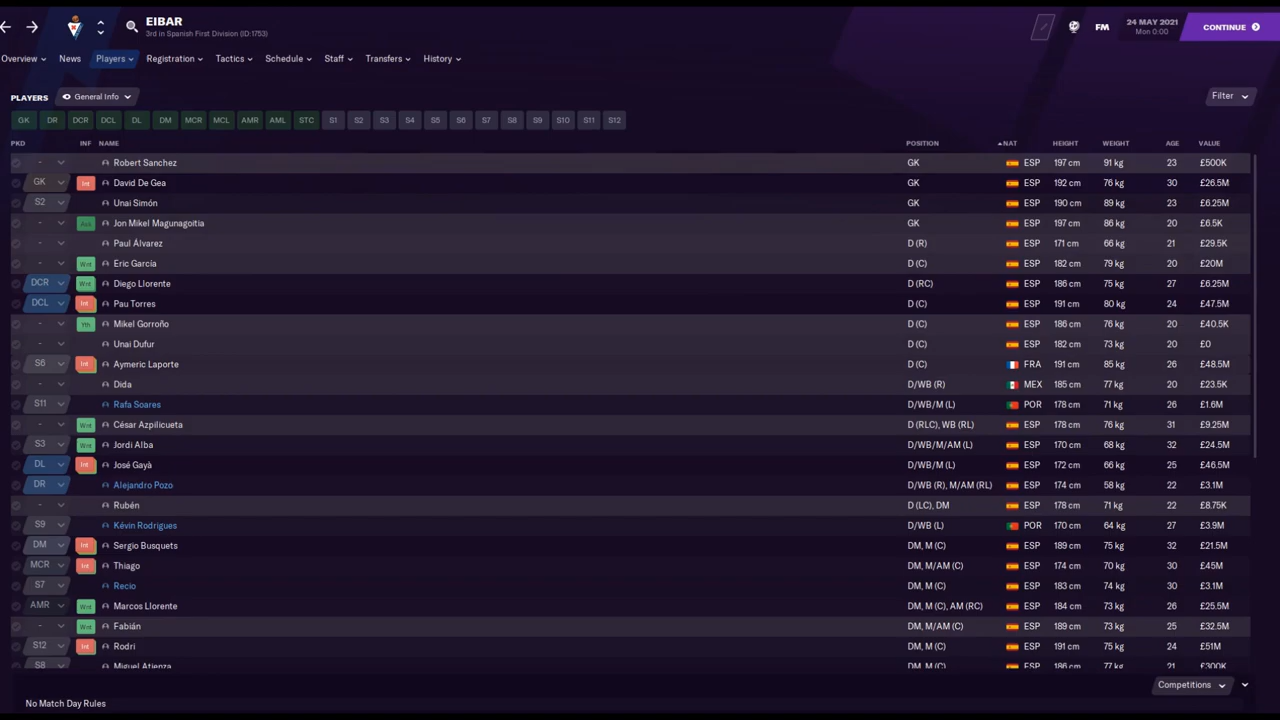 EIBAR
3rd in Spanish First Division (ID:1753)
FM
24 MAY 2021
Mon 0:00
CONTINUE
Overview News Players Registration Tactics Schedule Staff Transfers History
PLAYERS General Info Filter
GK DR DCR DCL DL DM MCR MCL AMR AML STC S1 S2 S3 S4 S5 S6 S7 S8 S9 S10 S11 S12
PKD INF NAME POSITION NAT HEIGHT WEIGHT AGE VALUE
- Robert Sanchez GK ESP 197 cm 91 kg 23 £500K
GK Int David De Gea GK ESP 192 cm 76 kg 30 £26.5M
S2 Unai Simón GK ESP 190 cm 89 kg 23 £6.25M
- Jon Mikel Magunagoitia GK ESP 197 cm 86 kg 20 £6.5K
- Paul Álvarez D (R) ESP 171 cm 66 kg 21 £29.5K
- Wnt Eric García D (C) ESP 182 cm 79 kg 20 £20M
DCR Wnt Diego Llorente D (RC) ESP 186 cm 75 kg 27 £6.25M
DCL Int Pau Torres D (C) ESP 191 cm 80 kg 24 £47.5M
- Yth Mikel Gorroño D (C) ESP 186 cm 76 kg 20 £40.5K
- Unai Dufur D (C) ESP 182 cm 73 kg 20 £0
S6 Int Aymeric Laporte D (C) FRA 191 cm 85 kg 26 £48.5M
- Dida D/WB (R) MEX 185 cm 77 kg 20 £23.5K
S11 Rafa Soares D/WB/M (L) POR 178 cm 71 kg 26 £1.6M
- Wnt César Azpilicueta D (RLC), WB (RL) ESP 178 cm 76 kg 31 £9.25M
S3 Wnt Jordi Alba D/WB/M/AM (L) ESP 170 cm 68 kg 32 £24.5M
DL Int José Gayà D/WB/M (L) ESP 172 cm 66 kg 25 £46.5M
DR Alejandro Pozo D/WB (R), M/AM (RL) ESP 174 cm 58 kg 22 £3.1M
- Rubén D (LC), DM ESP 178 cm 66 kg 22 £8.75K
S9 Kévin Rodrigues D/WB (L) POR 170 cm 64 kg 27 £3.9M
DM Int Sergio Busquets DM, M (C) ESP 189 cm 75 kg 32 £21.5M
MCR Int Thiago DM, M/AM (C) ESP 174 cm 70 kg 30 £45M
S7 Recio DM, M (C) ESP 183 cm 74 kg 30 £3.1M
AMR Wnt Marcos Llorente DM, M (C), AM (RC) ESP 184 cm 73 kg 26 £25.5M
- Wnt Fabián DM, M/AM (C) ESP 189 cm 73 kg 25 £32.5M
S12 Int Rodri DM, M (C) ESP 191 cm 75 kg 24 £51M
S8 Miguel Atienza DM, M (C) ESP 186 cm 77 kg 21 £300K
Competitions
No Match Day Rules